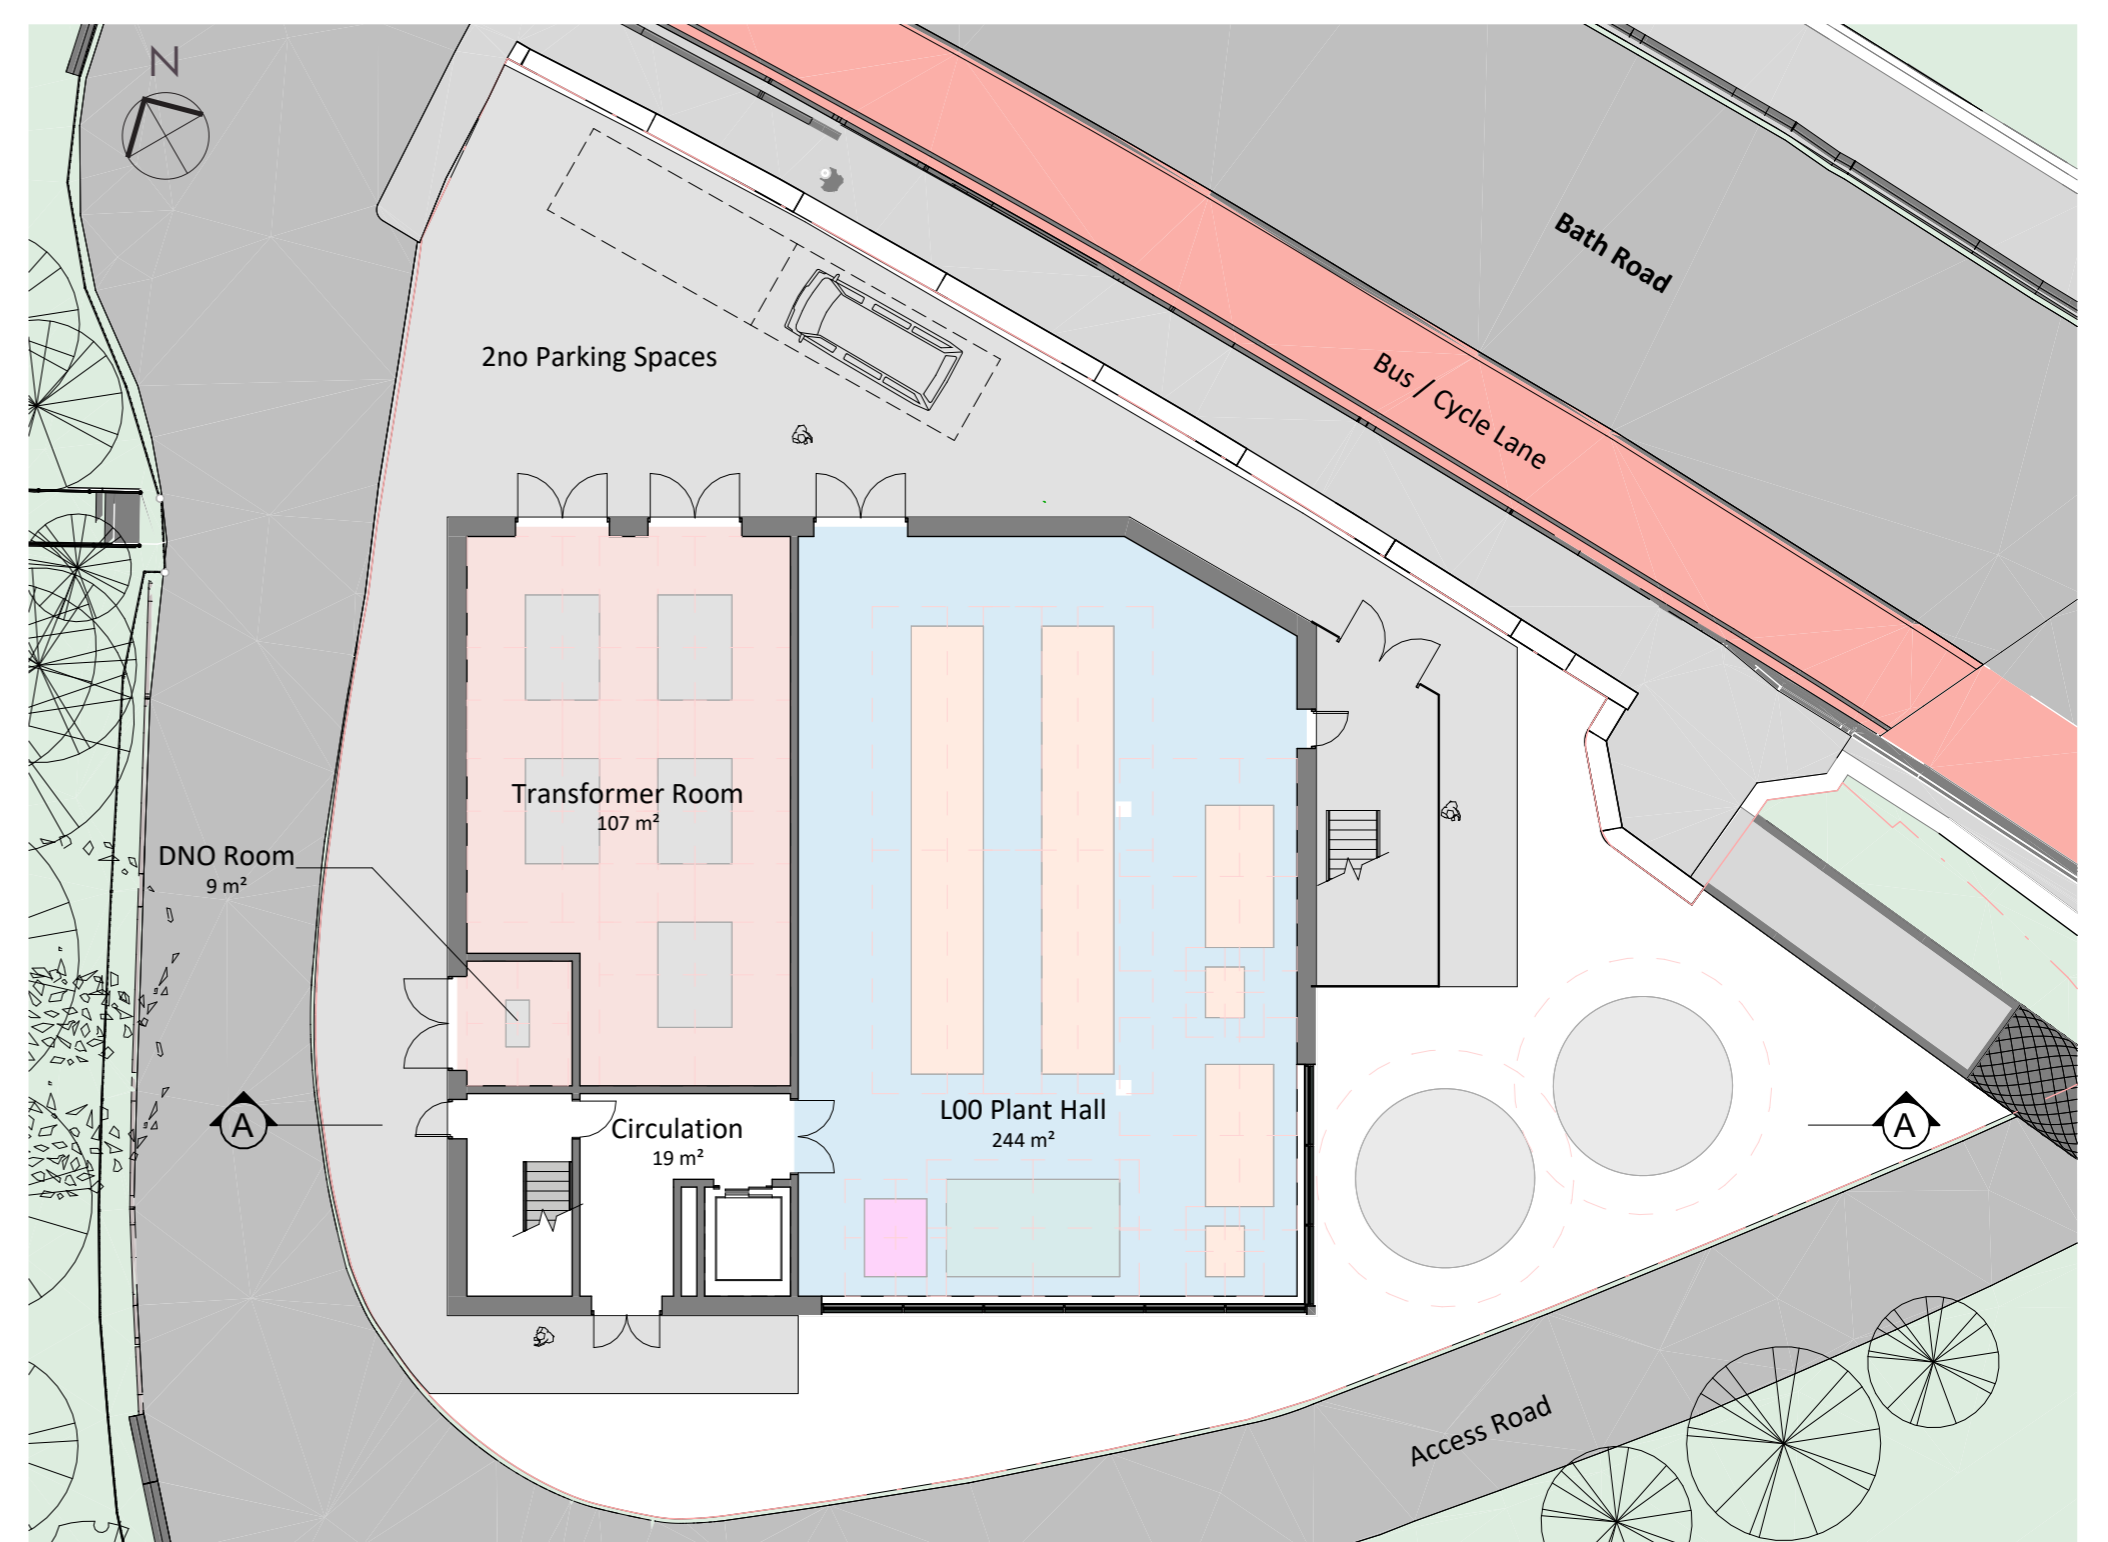 N
Bath Road
Bus / Cycle Lane
2no Parking Spaces
Transformer Room
107 m²
DNO Room
9 m²
L00 Plant Hall
244 m²
Circulation
19 m²
A
A
Access Road